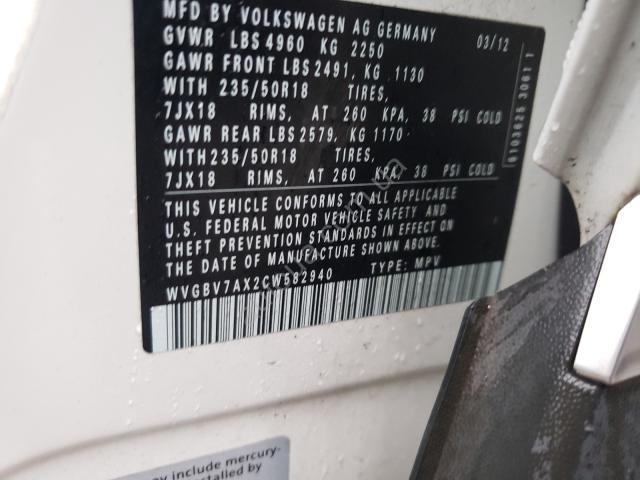 MFD BY VOLKSWAGEN AG GERMANY
GVWR LBS 4960 KG 2250 03/12
GAWR FRONT LBS 2491, KG 1130
WITH 235/50R18 TIRES,
7JX18 RIMS, AT 260 KPA, 38 PSI COLD
GAWR REAR LBS 2579, KG 1170
WITH 235/50R18 TIRES,
7JX18 RIMS, AT 260 KPA, 38 PSI COLD
THIS VEHICLE CONFORMS TO ALL APPLICABLE
U.S. FEDERAL MOTOR VEHICLE SAFETY AND
THEFT PREVENTION STANDARDS IN EFFECT ON
THE DATE OF MANUFACTURE SHOWN ABOVE.
WVGBV7AX2CW582940 TYPE: MPV
6103625 3061 1
may include mercury-
installed by